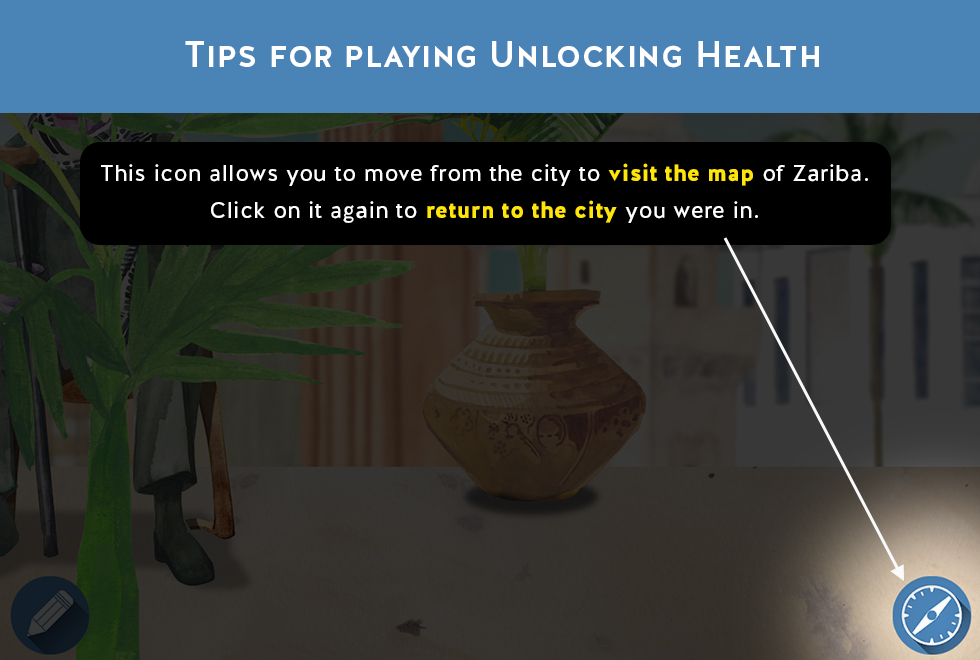 Tips for playing Unlocking Health
This icon allows you to move from the city to visit the map of Zariba.
Click on it again to return to the city you were in.